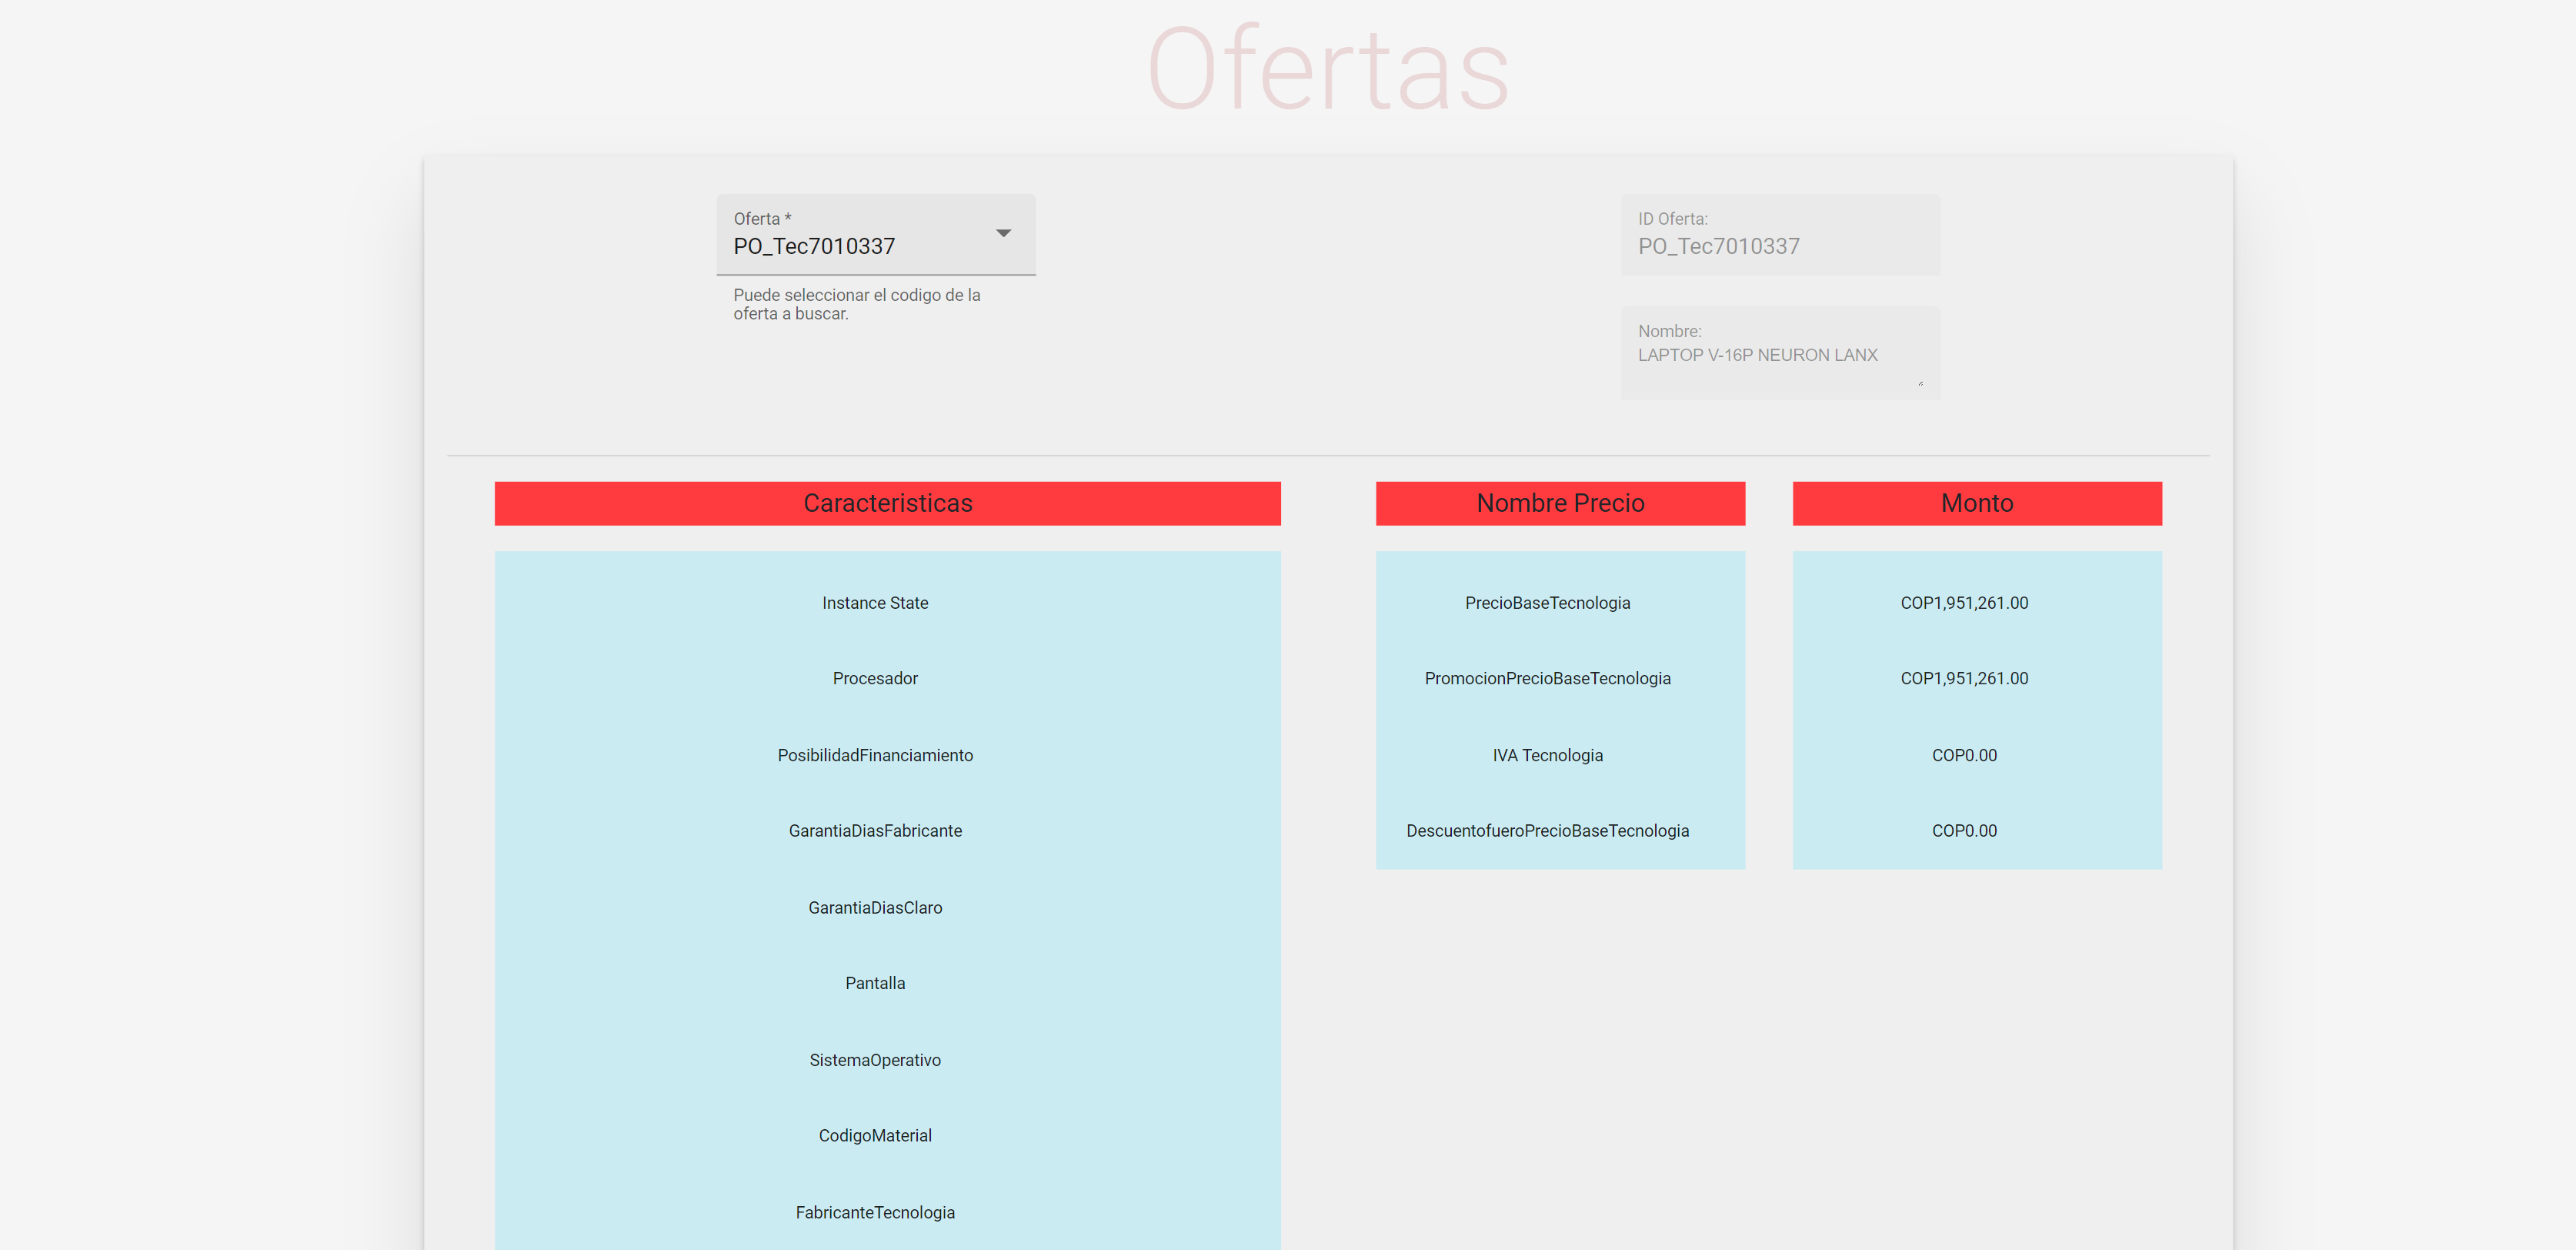 Ofertas
Oferta *
PO_Tec7010337
Puede seleccionar el codigo de la
oferta a buscar.
ID Oferta:
PO_Tec7010337
Nombre:
LAPTOP V-16P NEURON LANX
Caracteristicas
Instance State
Procesador
PosibilidadFinanciamiento
GarantiaDiasFabricante
GarantiaDiasClaro
Pantalla
SistemaOperativo
CodigoMaterial
FabricanteTecnologia
Nombre Precio
Monto
PrecioBaseTecnologia COP1,951,261.00
PromocionPrecioBaseTecnologia COP1,951,261.00
IVA Tecnologia COP0.00
DescuentofueroPrecioBaseTecnologia COP0.00